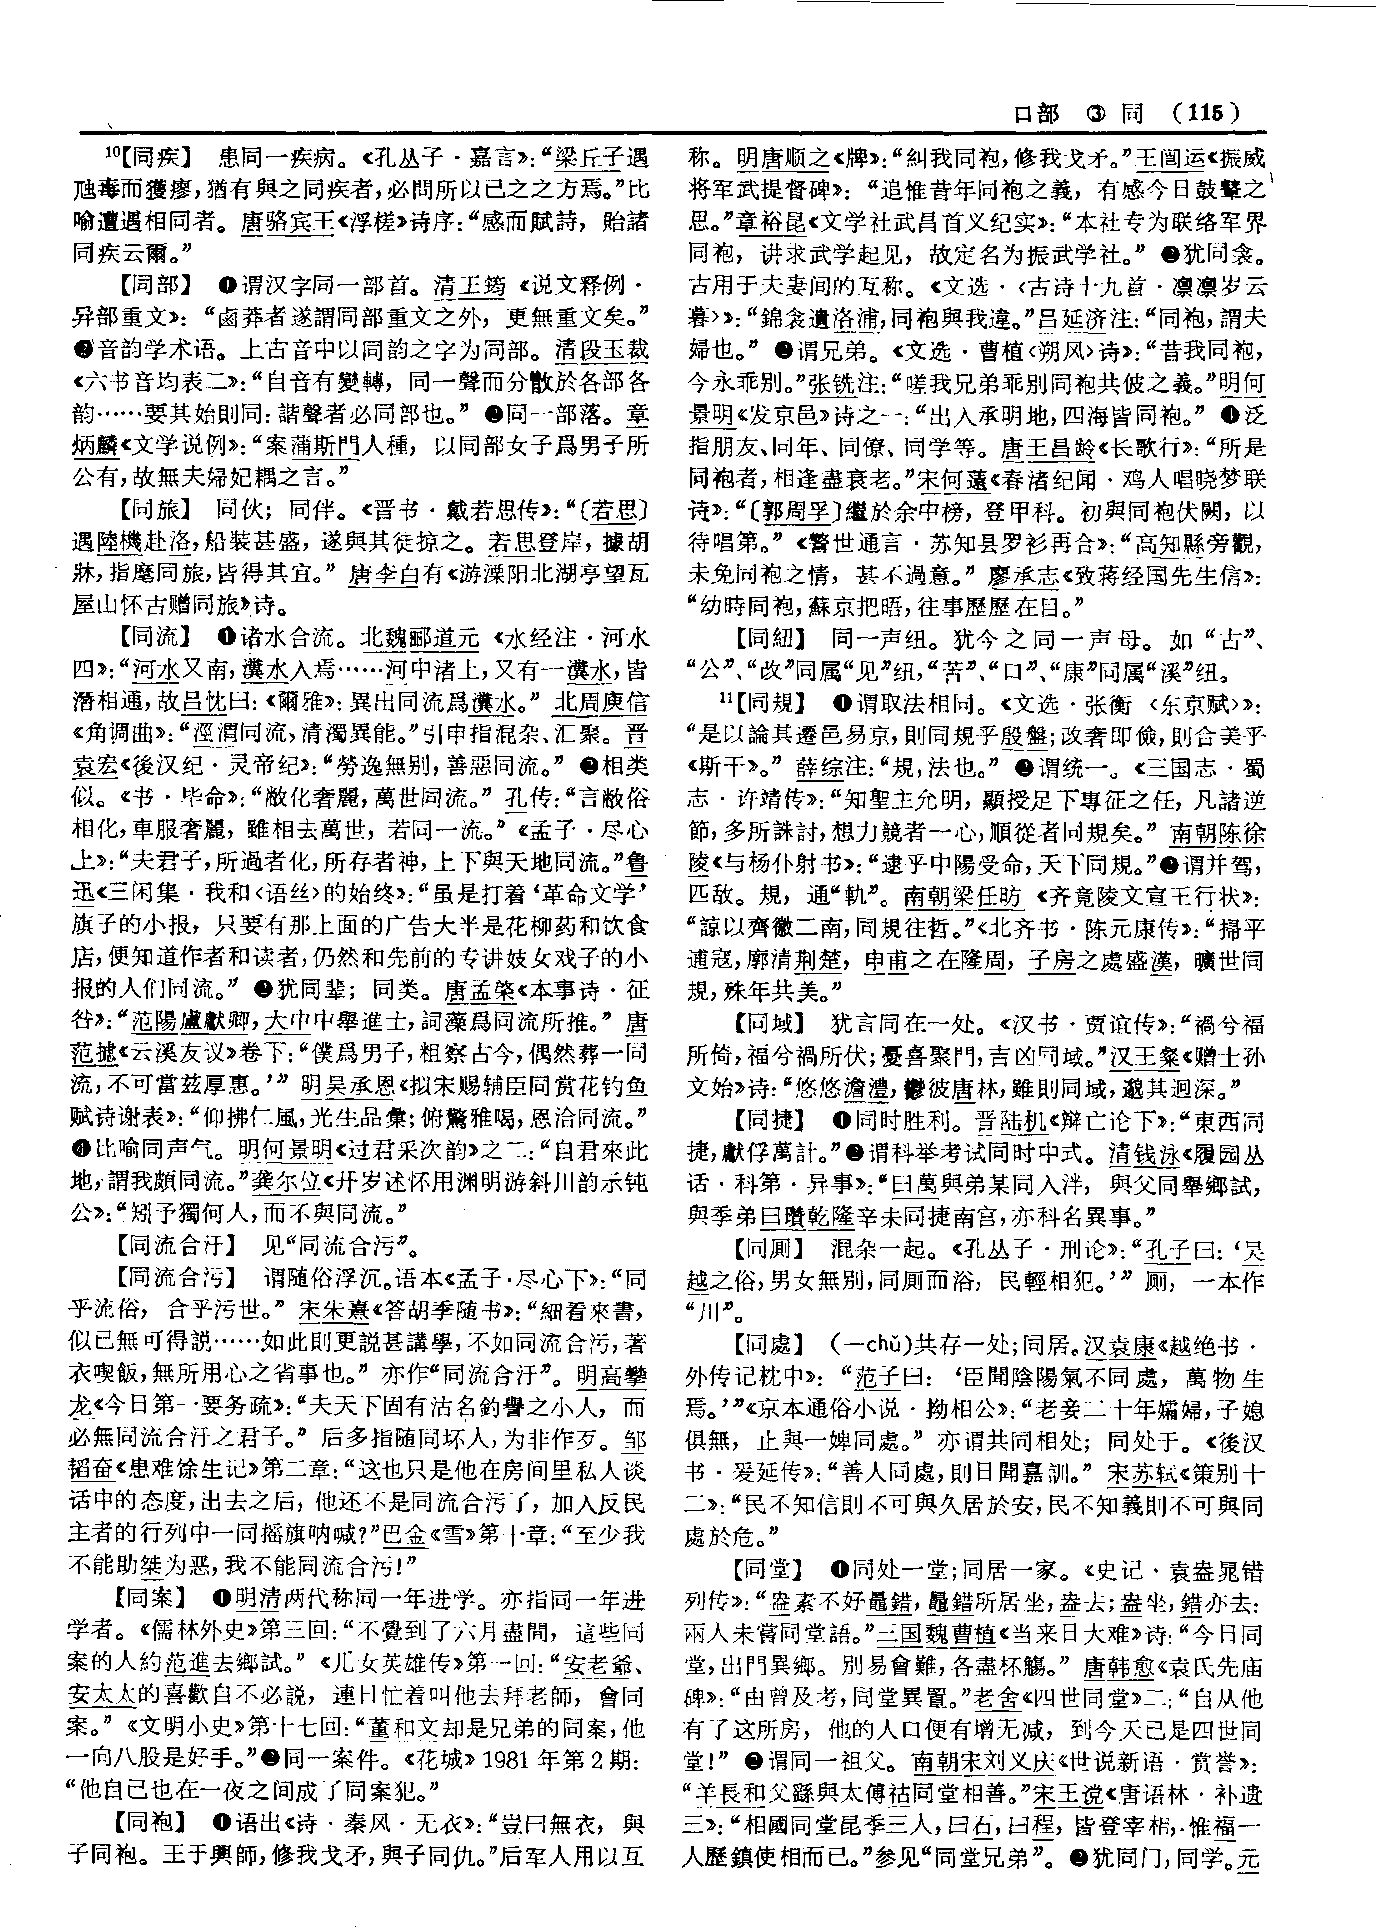 口部 ③ 同 (115)
10【同疾】 患同一疾病。《孔丛子·嘉言》:“梁丘子遇
虺毒而獲瘳,猶有與之同疾者,必問所以已之之方焉。”比
喻遭遇相同者。唐骆宾王《浮槎》诗序:“感而賦詩, 貽諸
同疾云爾。”
【同部】 ❶谓汉字同一部首。清王筠《说文释例·
异部重文》: “鹵莽者遂謂同部重文之外, 更無重文矣。”
❷音韵学术语。上古音中以同韵之字为同部。清段玉裁
《六书音均表二》:“自音有變轉, 同一聲而分散於各部各
韵……要其始則同: 諧聲者必同部也。” ❸同一部落。章
炳麟《文学说例》:“案蒲斯門人種, 以同部女子爲男子所
公有,故無夫婦妃耦之言。”
【同旅】 同伙; 同伴。《晋书·戴若思传》:“〔若思〕
遇陸機赴洛,船装甚盛, 遂與其徒掠之。若思登岸, 據胡
牀,指麾同旅,皆得其宜。” 唐李白有《游溧阳北湖亭望瓦
屋山怀古赠同旅》诗。
【同流】 ❶诸水合流。北魏郦道元《水经注·河水
四》:“河水又南,瀵水入焉……河中渚上,又有一瀵水,皆
潛相通,故吕忱曰:《爾雅》: 異出同流爲瀵水。” 北周庾信
《角调曲》:“涇渭同流,清濁異能。”引申指混杂、汇聚。晋
袁宏《後汉纪·灵帝纪》:“勞逸無别,善惡同流。” ❷相类
似。《书·毕命》:“敝化奢麗,萬世同流。” 孔传:“言敝俗
相化,車服奢麗, 雖相去萬世, 若同一流。”《孟子·尽心
上》:“夫君子,所過者化,所存者神,上下與天地同流。”鲁
迅《三闲集·我和〈语丝〉的始终》:“虽是打着‘革命文学’
旗子的小报, 只要有那上面的广告大半是花柳药和饮食
店,便知道作者和读者,仍然和先前的专讲妓女戏子的小
报的人们同流。” ❸犹同辈; 同类。唐孟棨《本事诗·征
咎》:“范陽盧獻卿,大中中舉進士,詞藻爲同流所推。” 唐
范摅《云溪友议》卷下:“僕爲男子,粗察古今,偶然葬一同
流,不可當兹厚惠。’” 明吴承恩《拟宋赐辅臣同赏花钓鱼
赋诗谢表》:“仰拂仁風,光生品彙;俯驚雅唱,恩洽同流。”
❹比喻同声气。明何景明《过君采次韵》之二:“自君來此
地,謂我頗同流。”龚尔位《开岁述怀用渊明游斜川韵示钝
公》:“矧予獨何人,而不與同流。”
【同流合汙】 见“同流合污”。
【同流合污】 谓随俗浮沉。语本《孟子·尽心下》:“同
乎流俗, 合乎污世。” 宋朱熹《答胡季随书》:“細看來書,
似已無可得説……如此則更説甚講學,不如同流合污,著
衣喫飯,無所用心之省事也。” 亦作“同流合汙”。明高攀
龙《今日第一要务疏》:“夫天下固有沽名釣譽之小人, 而
必無同流合汙之君子。” 后多指随同坏人,为非作歹。邹
韬奋《患难馀生记》第二章:“这也只是他在房间里私人谈
话中的态度,出去之后, 他还不是同流合污了, 加入反民
主者的行列中一同摇旗呐喊?”巴金《雪》第十章:“至少我
不能助桀为恶,我不能同流合污!”
【同案】 ❶明清两代称同一年进学。亦指同一年进
学者。《儒林外史》第三回:“不覺到了六月盡間, 這些同
案的人約范進去鄉試。” 《儿女英雄传》第一回:“安老爺、
安太太的喜歡自不必説, 連日忙着叫他去拜老師, 會同
案。”《文明小史》第十七回:“董和文却是兄弟的同案,他
一向八股是好手。”❷同一案件。《花城》1981 年第2期:
“他自己也在一夜之间成了同案犯。”
【同袍】 ❶语出《诗·秦风·无衣》:“豈曰無衣, 與
子同袍。王于興師,修我戈矛,與子同仇。”后军人用以互
称。明唐顺之《牌》:“糾我同袍,修我戈矛。”王闿运《振威
将军武提督碑》: “追惟昔年同袍之義, 有感今日鼓鼙之
思。”章裕昆《文学社武昌首义纪实》:“本社专为联络军界
同袍, 讲求武学起见, 故定名为振武学社。” ❷犹同衾。
古用于夫妻间的互称。《文选·〈古诗十九首·凛凛岁云
暮〉》:“錦衾遺洛浦,同袍與我違。”吕延济注:“同袍,謂夫
婦也。” ❸谓兄弟。《文选·曹植〈朔风〉诗》:“昔我同袍,
今永乖别。”张铣注:“嗟我兄弟乖别同袍共彼之義。”明何
景明《发京邑》诗之一:“出入承明地,四海皆同袍。” ❹泛
指朋友、同年、同僚、同学等。唐王昌龄《长歌行》:“所是
同袍者,相逢盡衰老。”宋何薳《春渚纪闻·鸡人唱晓梦联
诗》:“〔郭周孚〕繼於余中榜, 登甲科。初與同袍伏闕, 以
待唱第。” 《警世通言·苏知县罗衫再合》:“高知縣旁觀,
未免同袍之情, 甚不過意。” 廖承志《致蒋经国先生信》:
“幼時同袍,蘇京把晤,往事歷歷在目。”
【同紐】 同一声纽。犹今之同一声母。如“古”、
“公”、“改”同属“见”纽,“苦”、“口”、“康”同属“溪”纽。
11【同規】 ❶谓取法相同。《文选·张衡〈东京赋〉》:
“是以論其遷邑易京,則同規乎殷盤;改奢即儉,則合美乎
《斯干》。” 薛综注:“規,法也。” ❷谓统一。《三国志·蜀
志·许靖传》:“知聖主允明, 顯授足下專征之任, 凡諸逆
節,多所誅討,想力競者一心,順從者同規矣。” 南朝陈徐
陵《与杨仆射书》:“逮乎中陽受命,天下同規。”❸谓并驾,
匹敌。規, 通“軌”。南朝梁任昉《齐竟陵文宣王行状》:
“諒以齊徽二南,同規往哲。”《北齐书·陈元康传》:“掃平
逋寇,廓清荆楚, 申甫之在隆周, 子房之處盛漢, 曠世同
規,殊年共美。”
【同域】 犹言同在一处。《汉书·贾谊传》:“禍兮福
所倚,福兮禍所伏;憂喜聚門,吉凶同域。”汉王粲《赠士孙
文始》诗:“悠悠澹澧,鬱彼唐林,雖則同域,邈其迥深。”
【同捷】 ❶同时胜利。晋陆机《辩亡论下》:“東西同
捷,獻俘萬計。”❷谓科举考试同时中式。清钱泳《履园丛
话·科第·异事》:“曰萬與弟某同入泮, 與父同舉鄉試,
與季弟曰瓚乾隆辛未同捷南宫,亦科名異事。”
【同厠】 混杂一起。《孔丛子·刑论》:“孔子曰:‘吴
越之俗,男女無别,同厠而浴, 民輕相犯。’” 厠, 一本作
“川”。
【同處】 (—chǔ)共存一处;同居。汉袁康《越绝书·
外传记枕中》: “范子曰: ‘臣聞陰陽氣不同處, 萬物生
焉。’”《京本通俗小说·拗相公》:“老妾二十年孀婦,子媳
俱無, 止與一婢同處。” 亦谓共同相处; 同处于。《後汉
书·爰延传》:“善人同處,則日聞嘉訓。” 宋苏轼《策别十
二》:“民不知信則不可與久居於安,民不知義則不可與同
處於危。”
【同堂】 ❶同处一堂;同居一家。《史记·袁盎晁错
列传》:“盎素不好鼂錯,鼂錯所居坐,盎去;盎坐,錯亦去:
兩人未嘗同堂語。”三国魏曹植《当来日大难》诗:“今日同
堂,出門異鄉。别易會難,各盡杯觴。” 唐韩愈《袁氏先庙
碑》:“由曾及考,同堂異置。”老舍《四世同堂》二:“自从他
有了这所房, 他的人口便有增无减, 到今天已是四世同
堂!” ❷谓同一祖父。南朝宋刘义庆《世说新语·赏誉》:
“羊長和父繇與太傅祜同堂相善。”宋王谠《唐语林·补遗
三》:“相國同堂昆季三人,曰石,曰程, 皆登宰相,惟福一
人歷鎮使相而已。”参见“同堂兄弟”。❸犹同门,同学。元